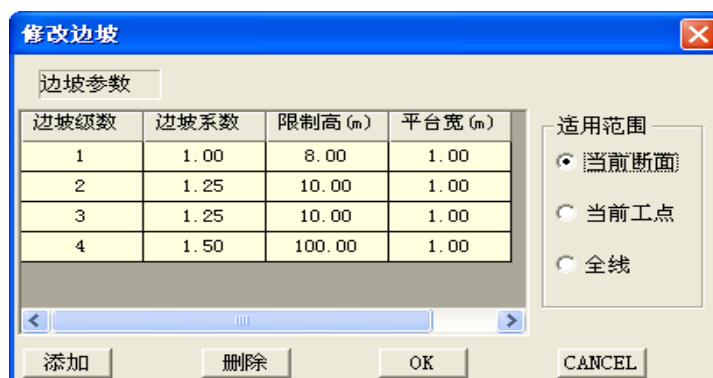 修改边坡
边坡参数
边坡级数 边坡系数 限制高(m) 平台宽(m)
1 1.00 8.00 1.00
2 1.25 10.00 1.00
3 1.25 10.00 1.00
4 1.50 100.00 1.00
适用范围
当前断面
当前工点
全线
添加 删除 OK CANCEL